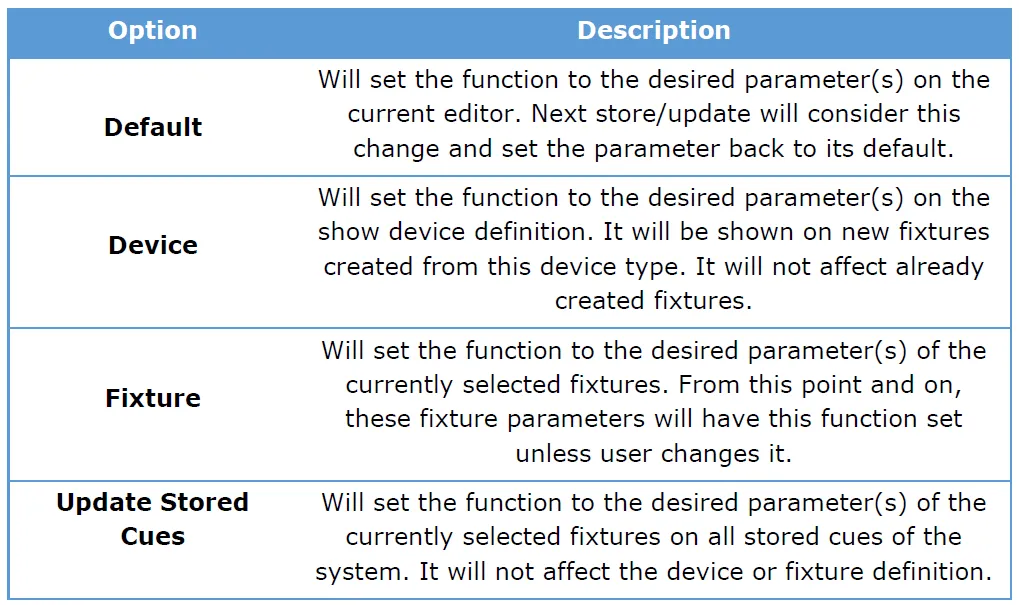 Option Description
Default
Will set the function to the desired parameter(s) on the
current editor. Next store/update will consider this
change and set the parameter back to its default.
Device
Will set the function to the desired parameter(s) on the
show device definition. It will be shown on new fixtures
created from this device type. It will not affect already
created fixtures.
Fixture
Will set the function to the desired parameter(s) of the
currently selected fixtures. From this point and on,
these fixture parameters will have this function set
unless user changes it.
Update Stored
Cues
Will set the function to the desired parameter(s) of the
currently selected fixtures on all stored cues of the
system. It will not affect the device or fixture definition.